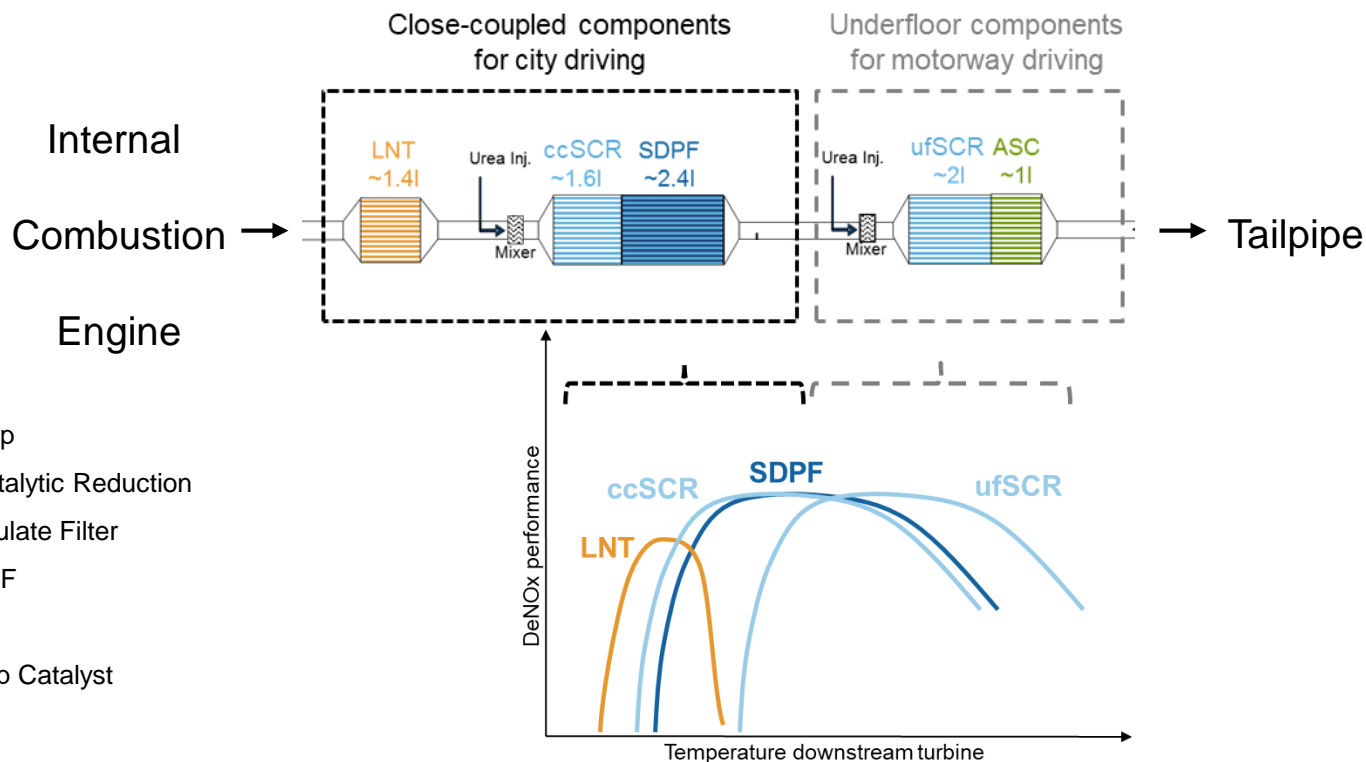 Close-coupled components
for city driving
Underfloor components
for motorway driving
Internal
Combustion
Engine
LNT
~1.4l
Urea Inj.
Mixer
ccSCR
~1.6l
SDPF
~2.4l
Urea Inj.
Mixer
ufSCR
~2l
ASC
~1l
Tailpipe
p
talytic Reduction
ulate Filter
F
o Catalyst
DeNOx performance
LNT
ccSCR
SDPF
ufSCR
Temperature downstream turbine